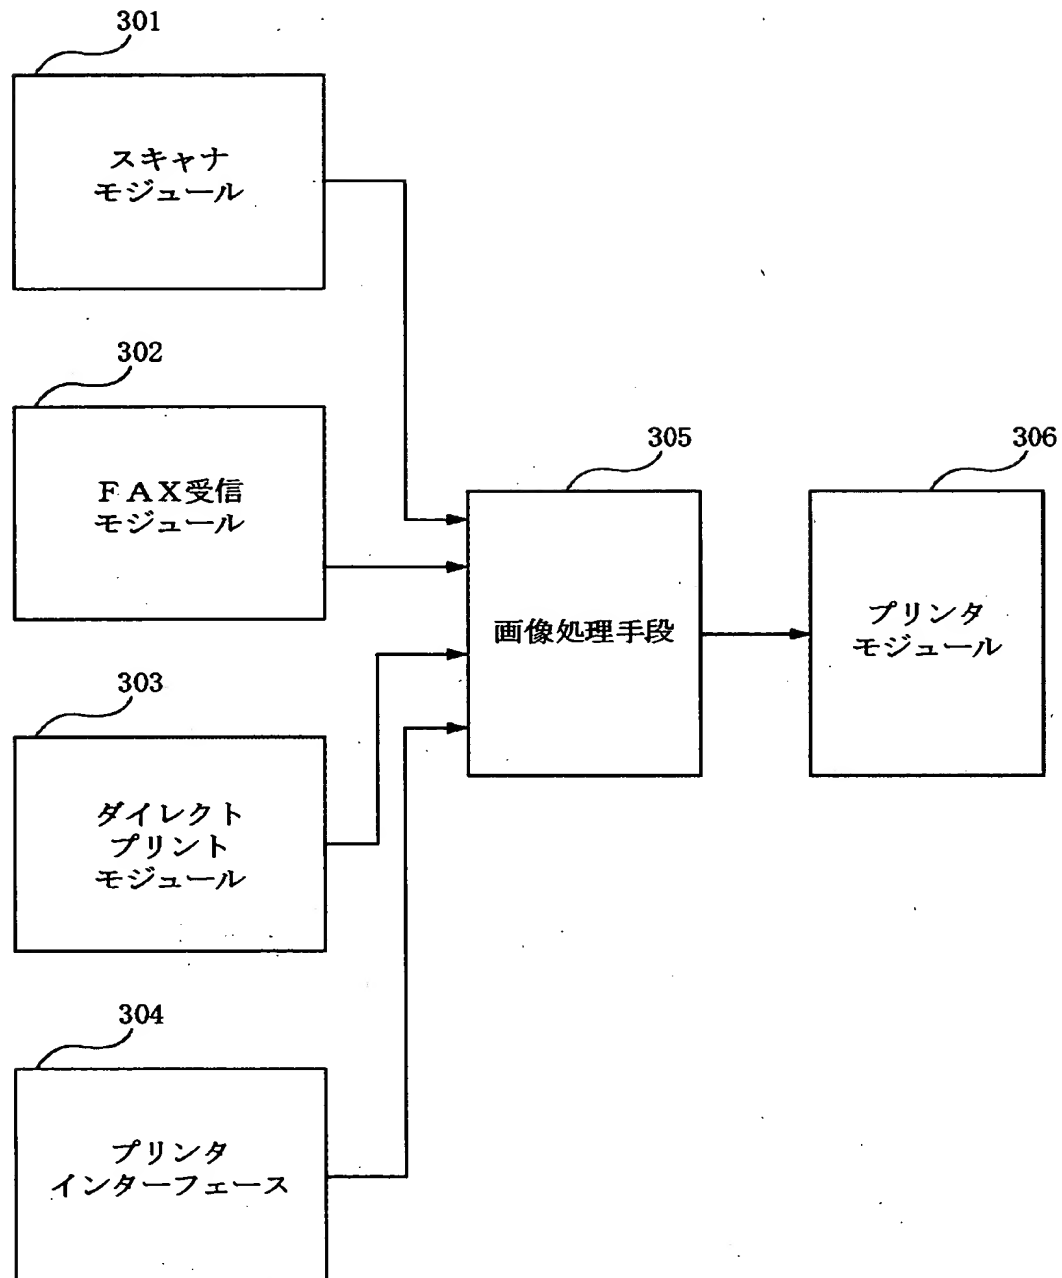 301
スキャナ
モジュール
302
ＦＡＸ受信
モジュール
305
306
画像処理手段
プリンタ
モジュール
303
ダイレクト
プリント
モジュール
304
プリンタ
インターフェース